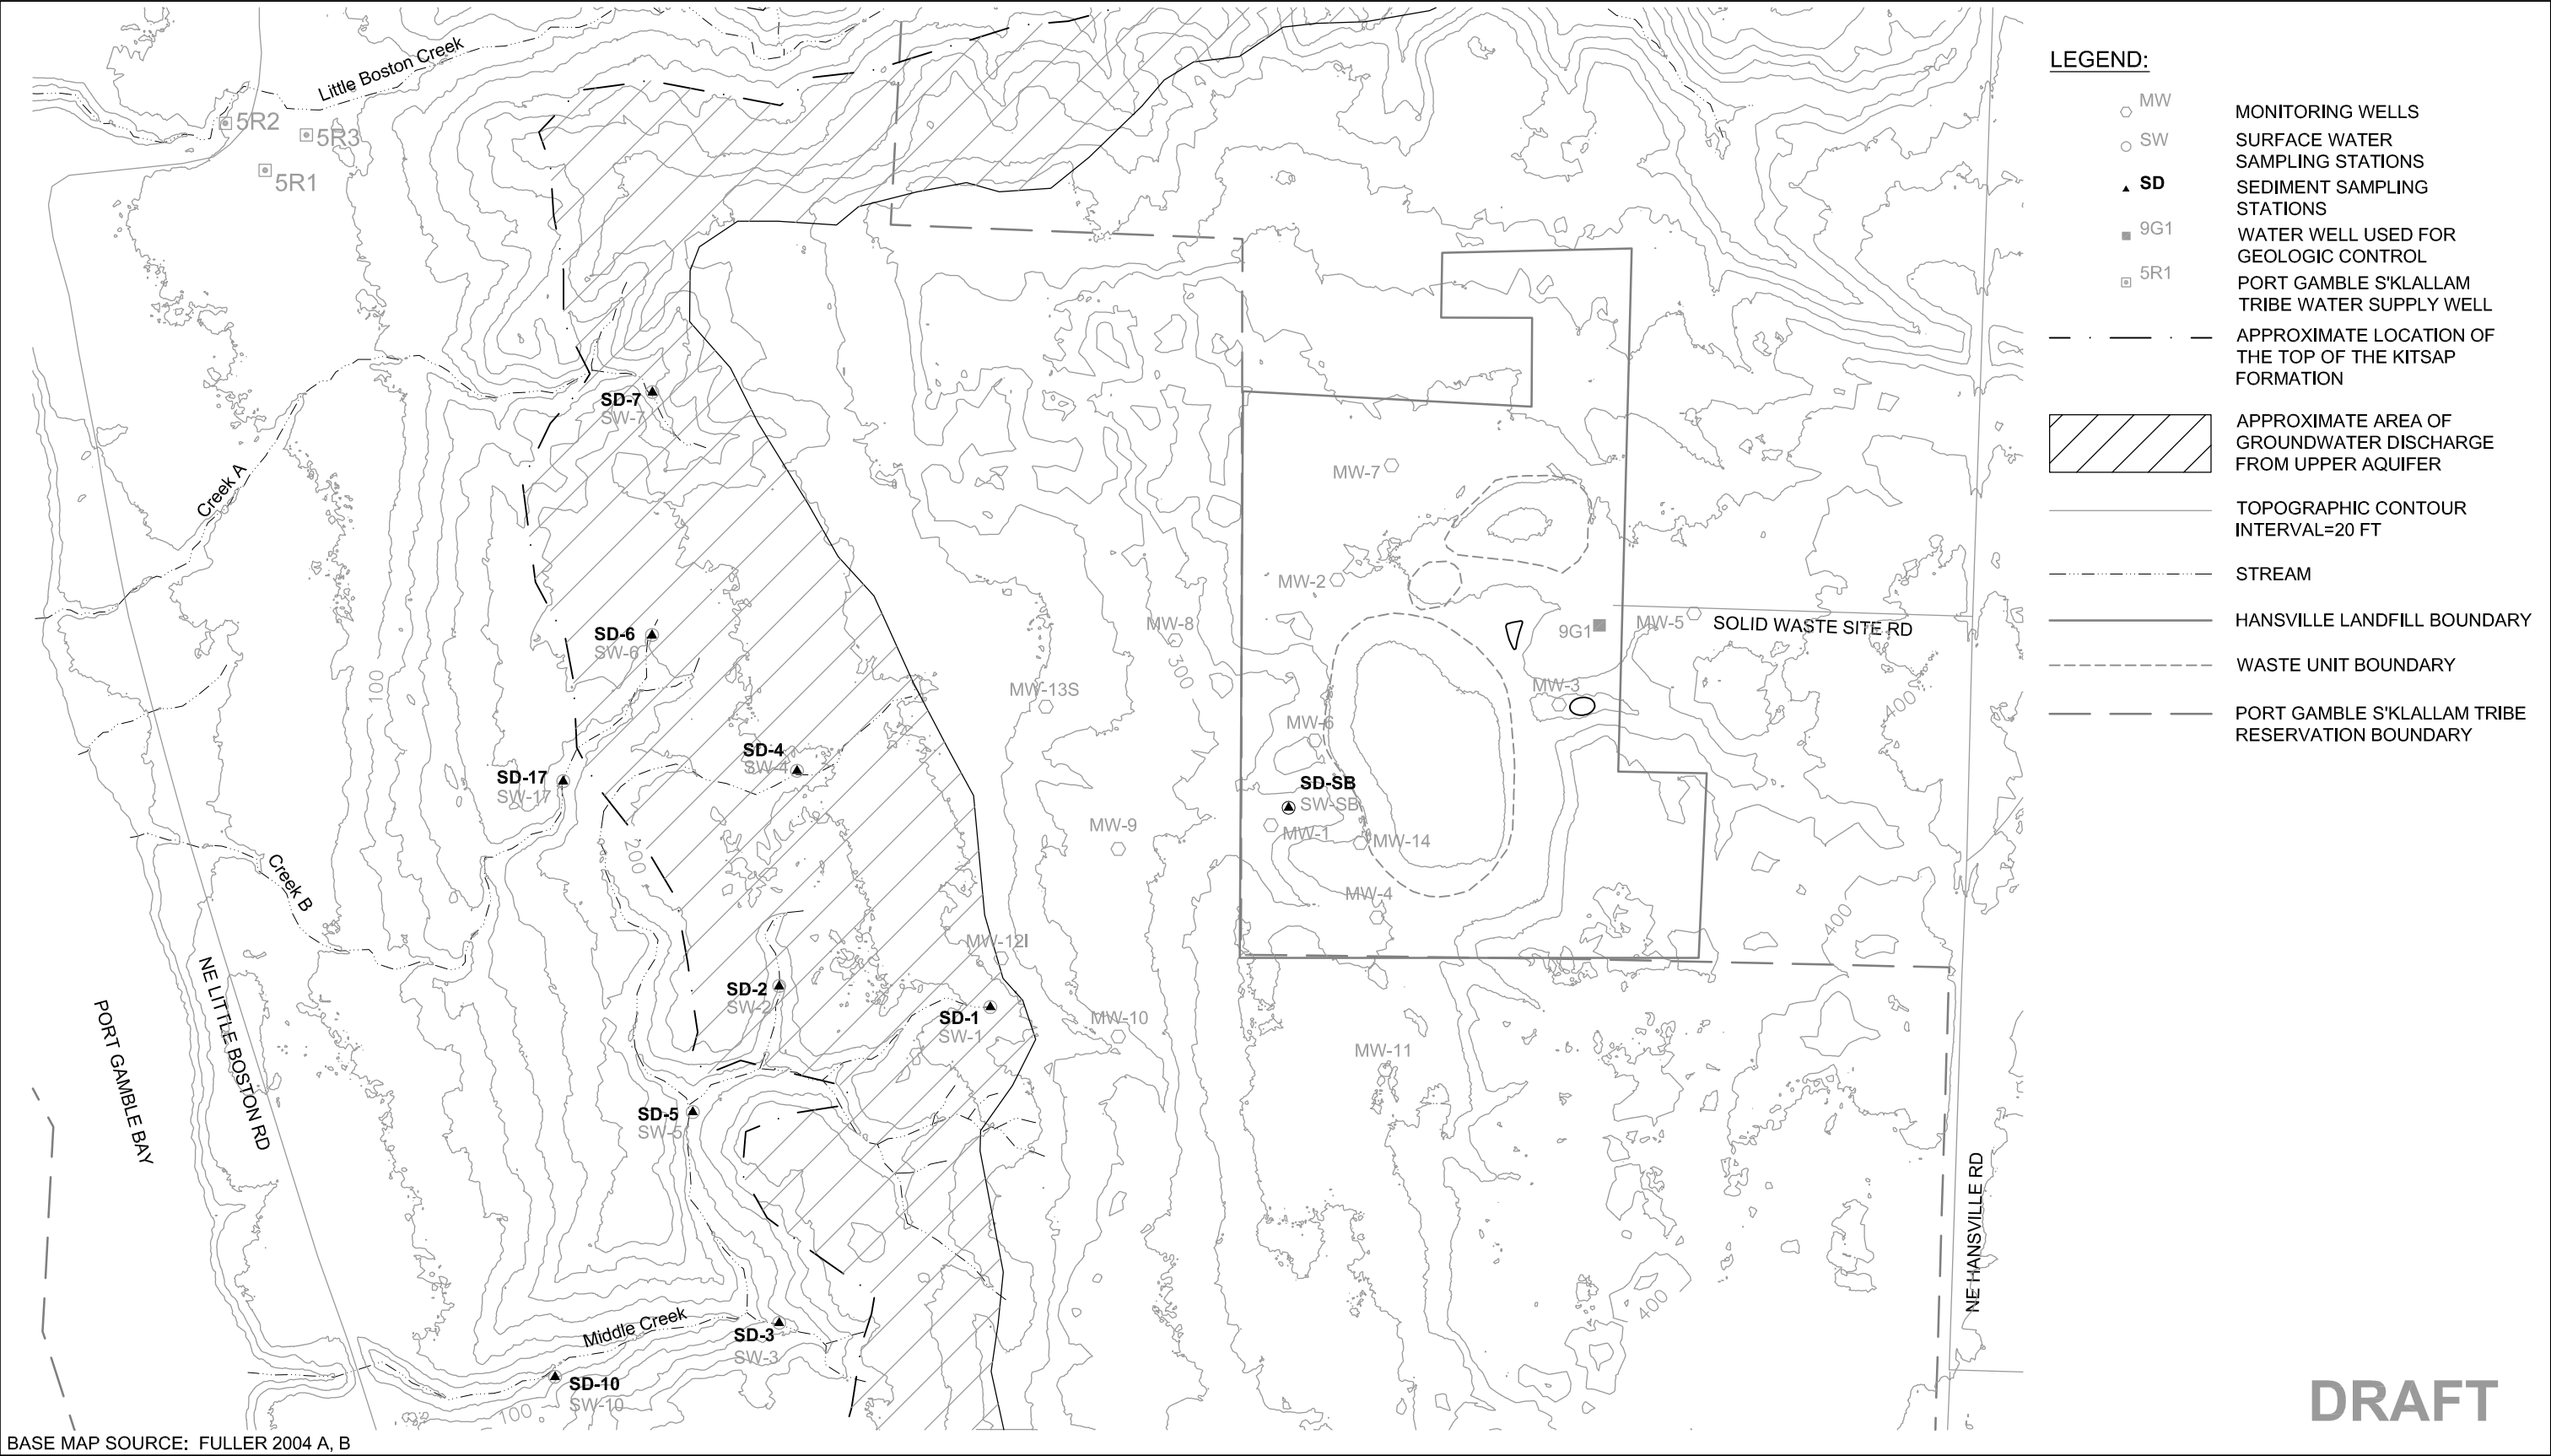 LEGEND:
MW
MONITORING WELLS
SW
SURFACE WATER
SAMPLING STATIONS
SD
SEDIMENT SAMPLING
STATIONS
9G1
WATER WELL USED FOR
GEOLOGIC CONTROL
5R1
PORT GAMBLE S'KLALLAM
TRIBE WATER SUPPLY WELL
APPROXIMATE LOCATION OF
THE TOP OF THE KITSAP
FORMATION
APPROXIMATE AREA OF
GROUNDWATER DISCHARGE
FROM UPPER AQUIFER
TOPOGRAPHIC CONTOUR
INTERVAL=20 FT
STREAM
HANSVILLE LANDFILL BOUNDARY
WASTE UNIT BOUNDARY
PORT GAMBLE S'KLALLAM TRIBE
RESERVATION BOUNDARY
Little Boston Creek
5R2
5R3
5R1
SD-7
SW-7
Creek A
MW-7
MW-2
MW-8
9G1
MW-5
SOLID WASTE SITE RD
SD-6
SW-6
300
100
MW-13S
MW-3
400
MW-6
SD-4
SW-4
SD-17
SW-17
SD-SB
SW-SB
MW-9
MW-1
MW-14
200
Creek B
MW-4
400
MW-12I
SD-2
SW-2
SD-1
SW-1
MW-10
NE LITTLE BOSTON RD
PORT GAMBLE BAY
MW-11
SD-5
SW-5
NE HANSVILLE RD
400
Middle Creek
SD-3
SW-3
SD-10
SW-10
100
DRAFT
BASE MAP SOURCE: FULLER 2004 A, B